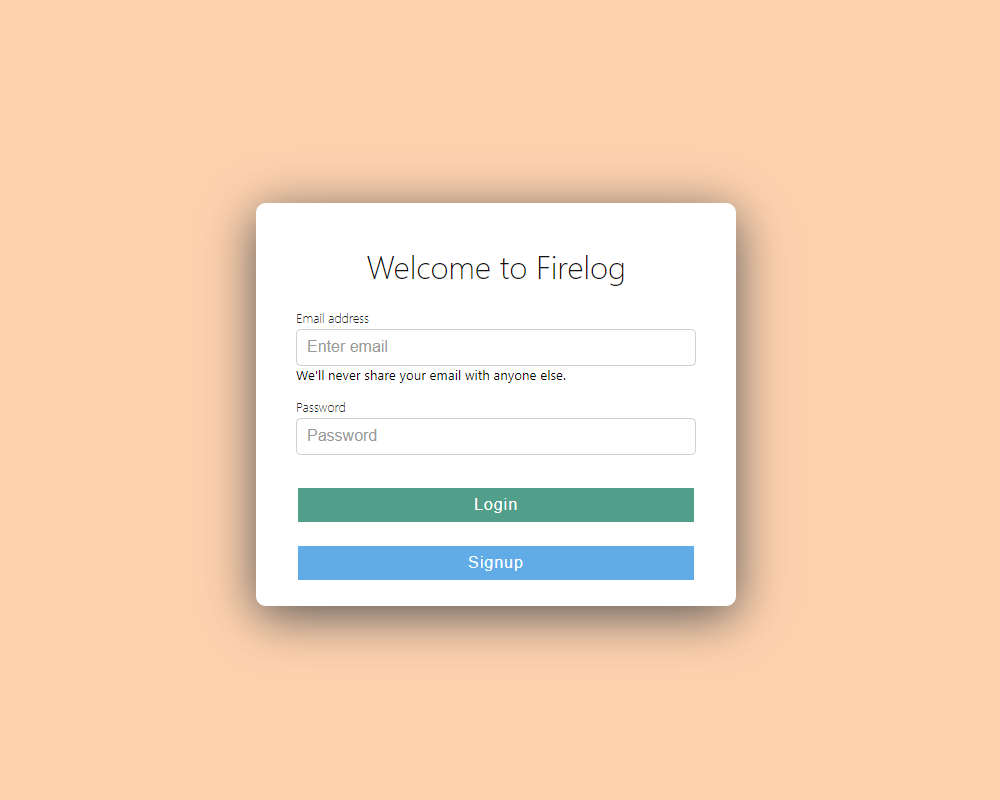 Welcome to Firelog
Email address
Enter email
We'll never share your email with anyone else.
Password
Password
Login
Signup